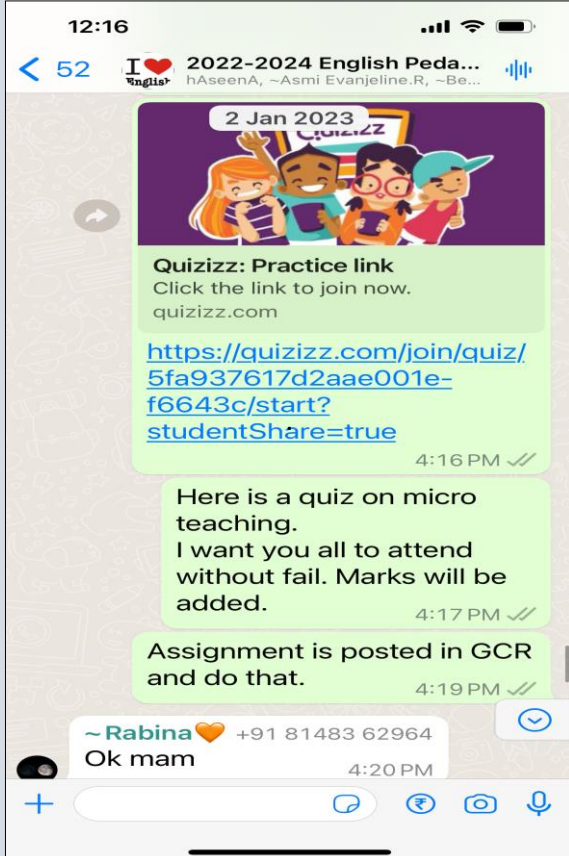 12:16
52
I
English
2022-2024 English Peda...
hAseenA, ~Asmi Evanjeline.R, ~Be...
2 Jan 2023
Quizizz
Quizizz: Practice link
Click the link to join now.
quizizz.com
https://quizizz.com/join/quiz/
5fa937617d2aae001e-
f6643c/start?
studentShare=true
4:16 PM
Here is a quiz on micro
teaching.
I want you all to attend
without fail. Marks will be
added.
4:17 PM
Assignment is posted in GCR
and do that.
4:19 PM
~Rabina🧡 +91 81483 62964
Ok mam
4:20 PM